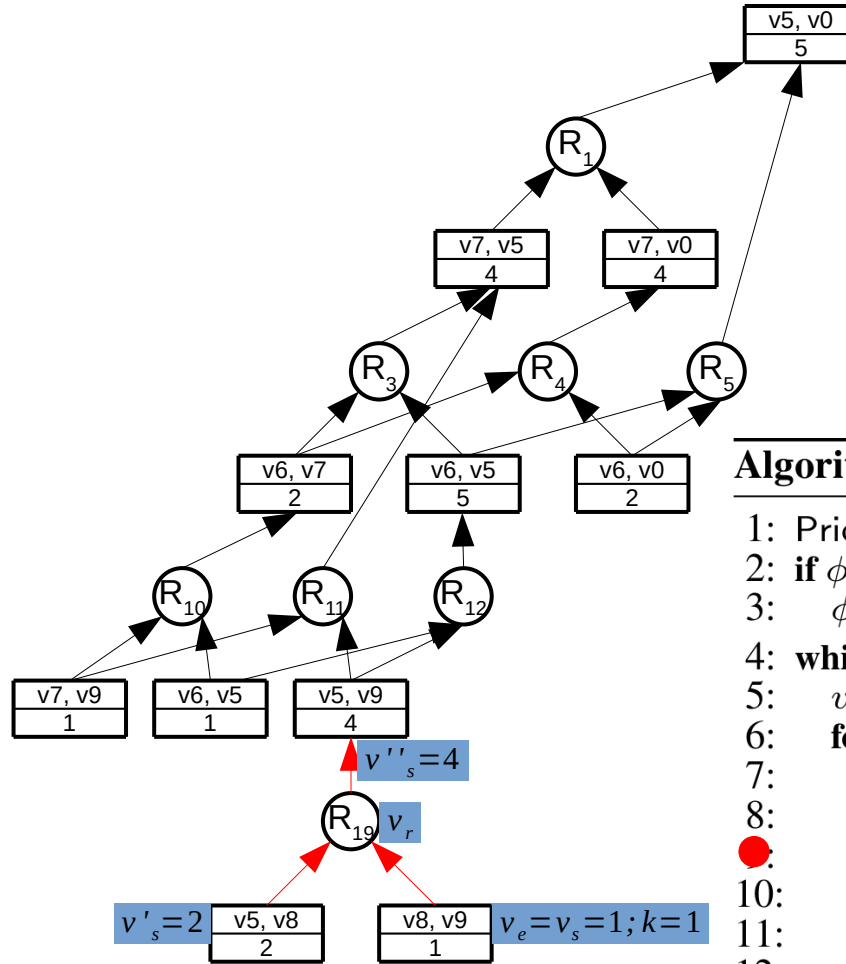 v5, v0
5
R1
v7, v5
4
v7, v0
4
R3
R4
R5
v6, v7
2
v6, v5
5
v6, v0
2
R10
R11
R12
v7, v9
1
v6, v5
1
v5, v9
4
v''s=4
R19
vr
v's=2
v5, v8
2
v8, v9
1
ve=vs=1; k=1
Algorit
1: Pric
2: if ϕ
3: ϕ
4: whi
5: v
6: fo
7:
8:
:
10:
11: